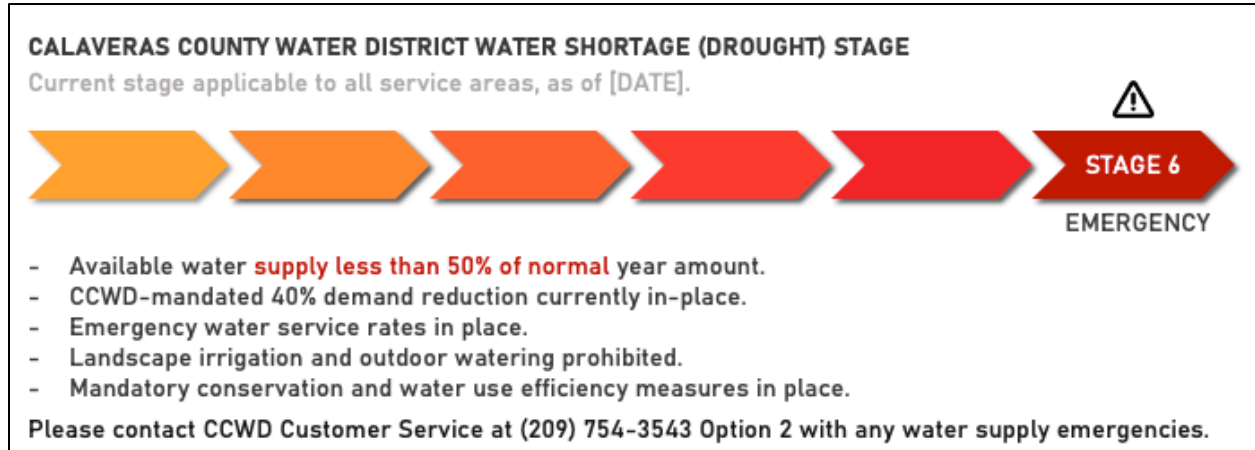 CALAVERAS COUNTY WATER DISTRICT WATER SHORTAGE (DROUGHT) STAGE
Current stage applicable to all service areas, as of [DATE].
STAGE 6
EMERGENCY
- Available water supply less than 50% of normal year amount.
- CCWD-mandated 40% demand reduction currently in-place.
- Emergency water service rates in place.
- Landscape irrigation and outdoor watering prohibited.
- Mandatory conservation and water use efficiency measures in place.
Please contact CCWD Customer Service at (209) 754-3543 Option 2 with any water supply emergencies.